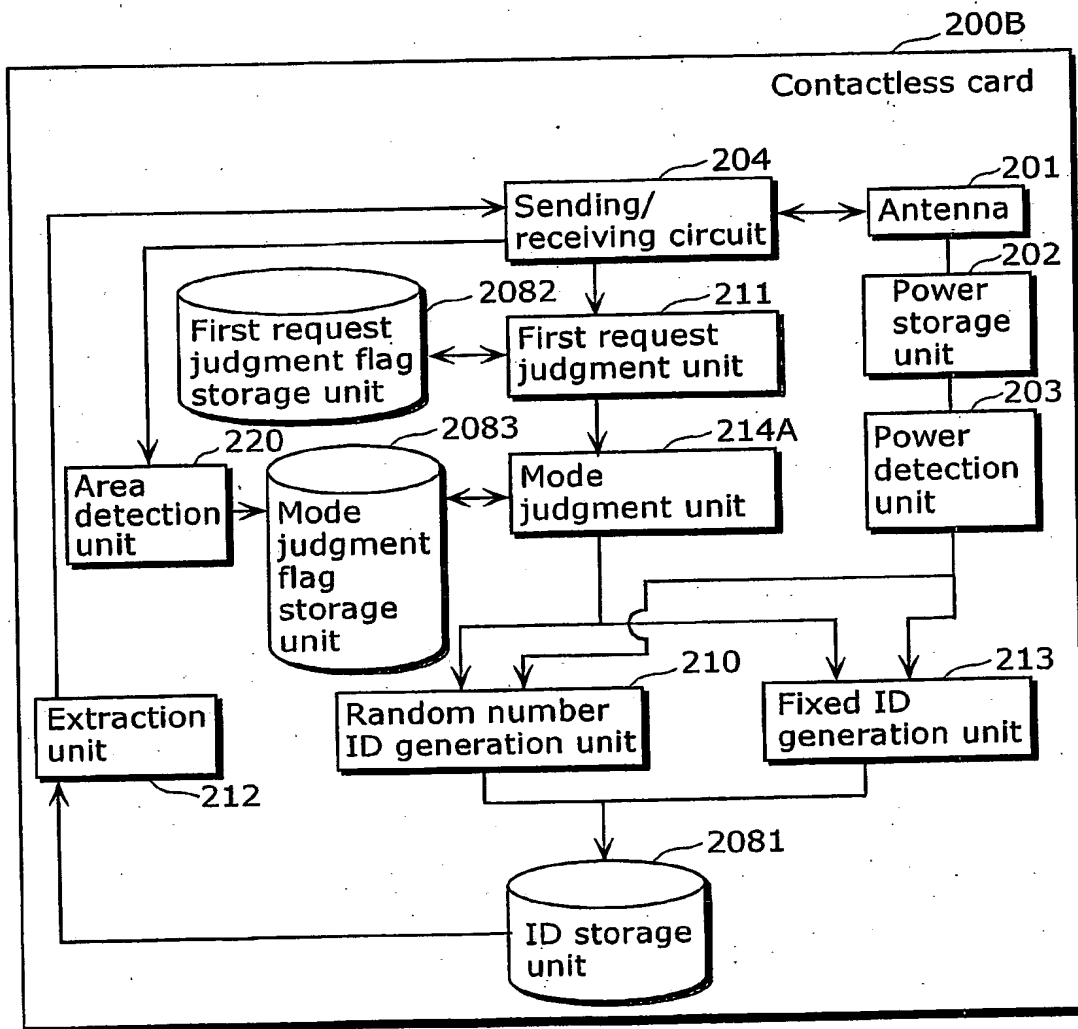 200B
Contactless card
204
Sending/
receiving circuit
201
Antenna
202
Power
storage
unit
2082
First request
judgment flag
storage unit
211
First request
judgment unit
203
Power
detection
unit
220
Area
detection
unit
2083
Mode
judgment
flag
storage
unit
214A
Mode
judgment unit
210
Random number
ID generation unit
213
Fixed ID
generation unit
Extraction
unit
212
2081
ID storage
unit